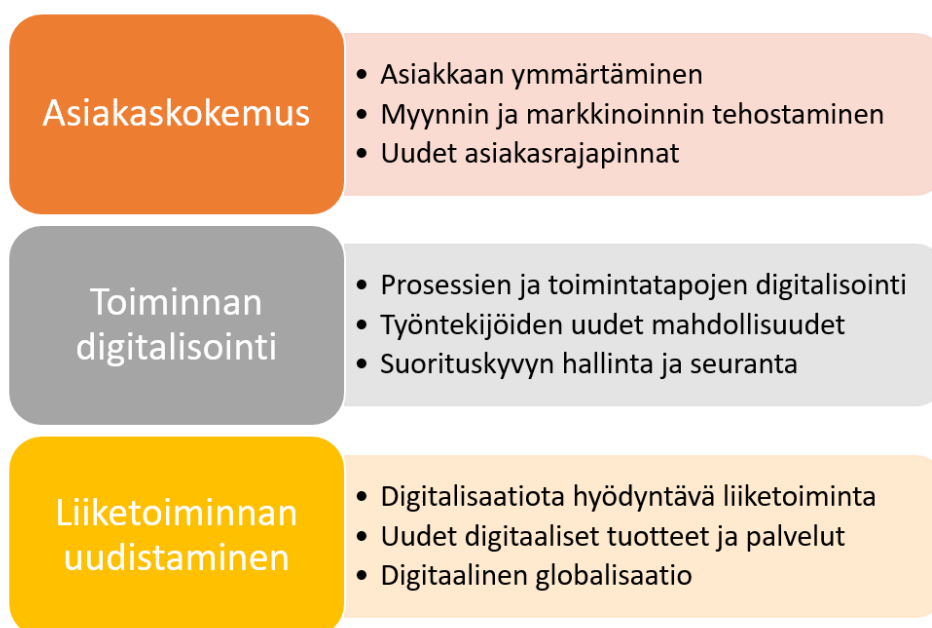 Asiakaskokemus
• Asiakkaan ymmärtäminen
• Myynnin ja markkinoinnin tehostaminen
• Uudet asiakasrajapinnat
Toiminnan
digitalisointi
• Prosessien ja toimintatapojen digitalisointi
• Työntekijöiden uudet mahdollisuudet
• Suorituskyvyn hallinta ja seuranta
Liiketoiminnan
uudistaminen
• Digitalisaatiota hyödyntävä liiketoiminta
• Uudet digitaaliset tuotteet ja palvelut
• Digitaalinen globalisaatio